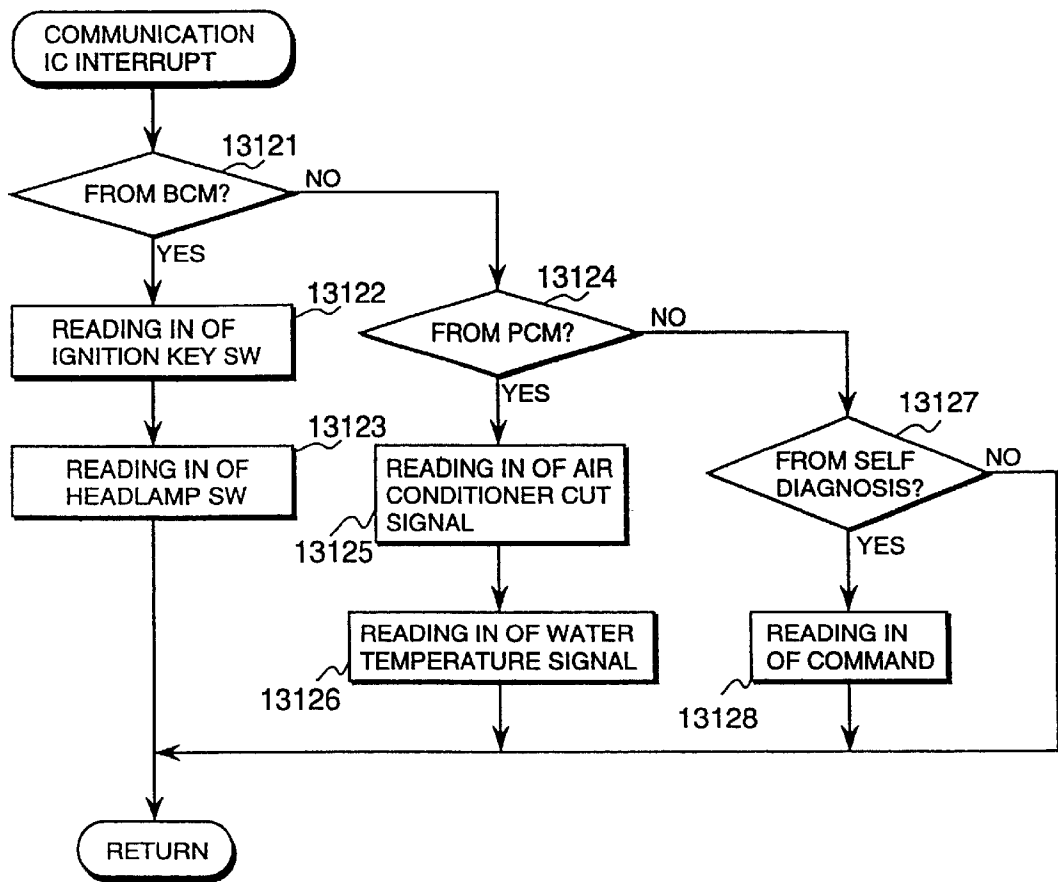 COMMUNICATION
IC INTERRUPT
13121
FROM BCM?
NO
YES
13122
READING IN OF
IGNITION KEY SW
13123
READING IN OF
HEADLAMP SW
13124
FROM PCM?
NO
YES
READING IN OF AIR
CONDITIONER CUT
SIGNAL
13125
READING IN OF WATER
TEMPERATURE SIGNAL
13126
13127
FROM SELF
DIAGNOSIS?
NO
YES
READING IN
OF COMMAND
13128
RETURN